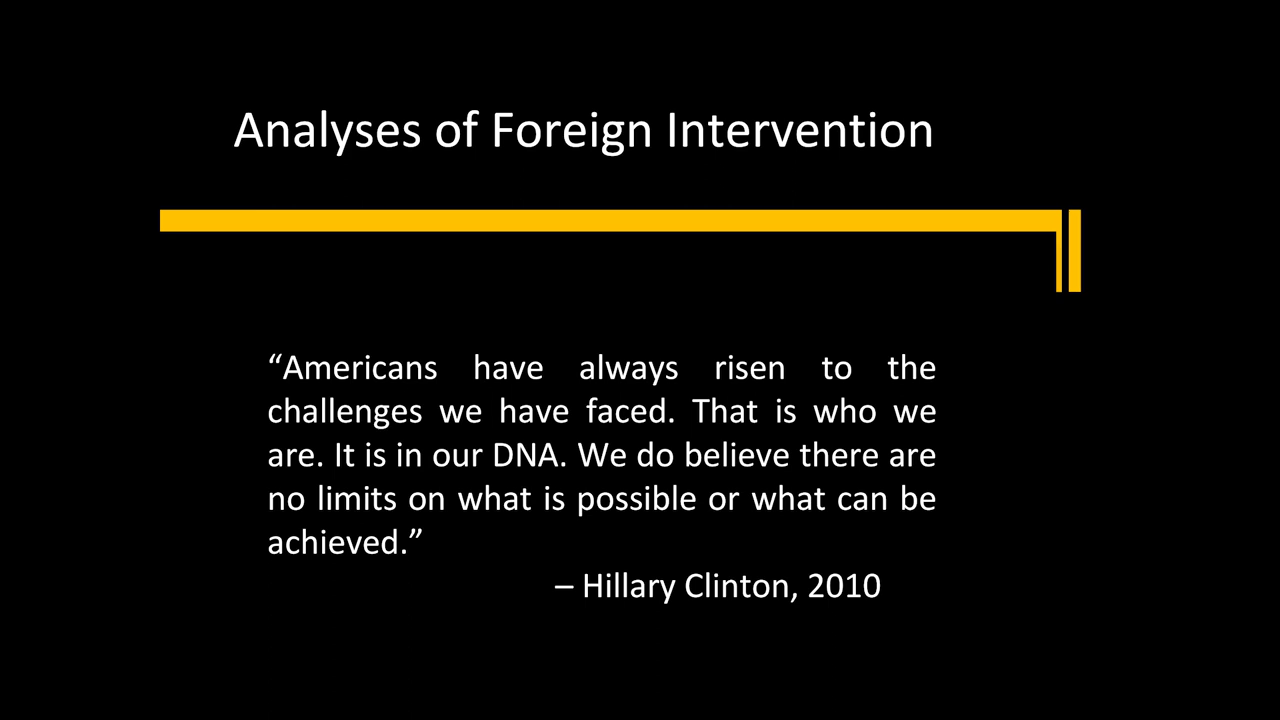 Analyses of Foreign Intervention
“Americans have always risen to the
challenges we have faced. That is who we
are. It is in our DNA. We do believe there are
no limits on what is possible or what can be
achieved.”
– Hillary Clinton, 2010